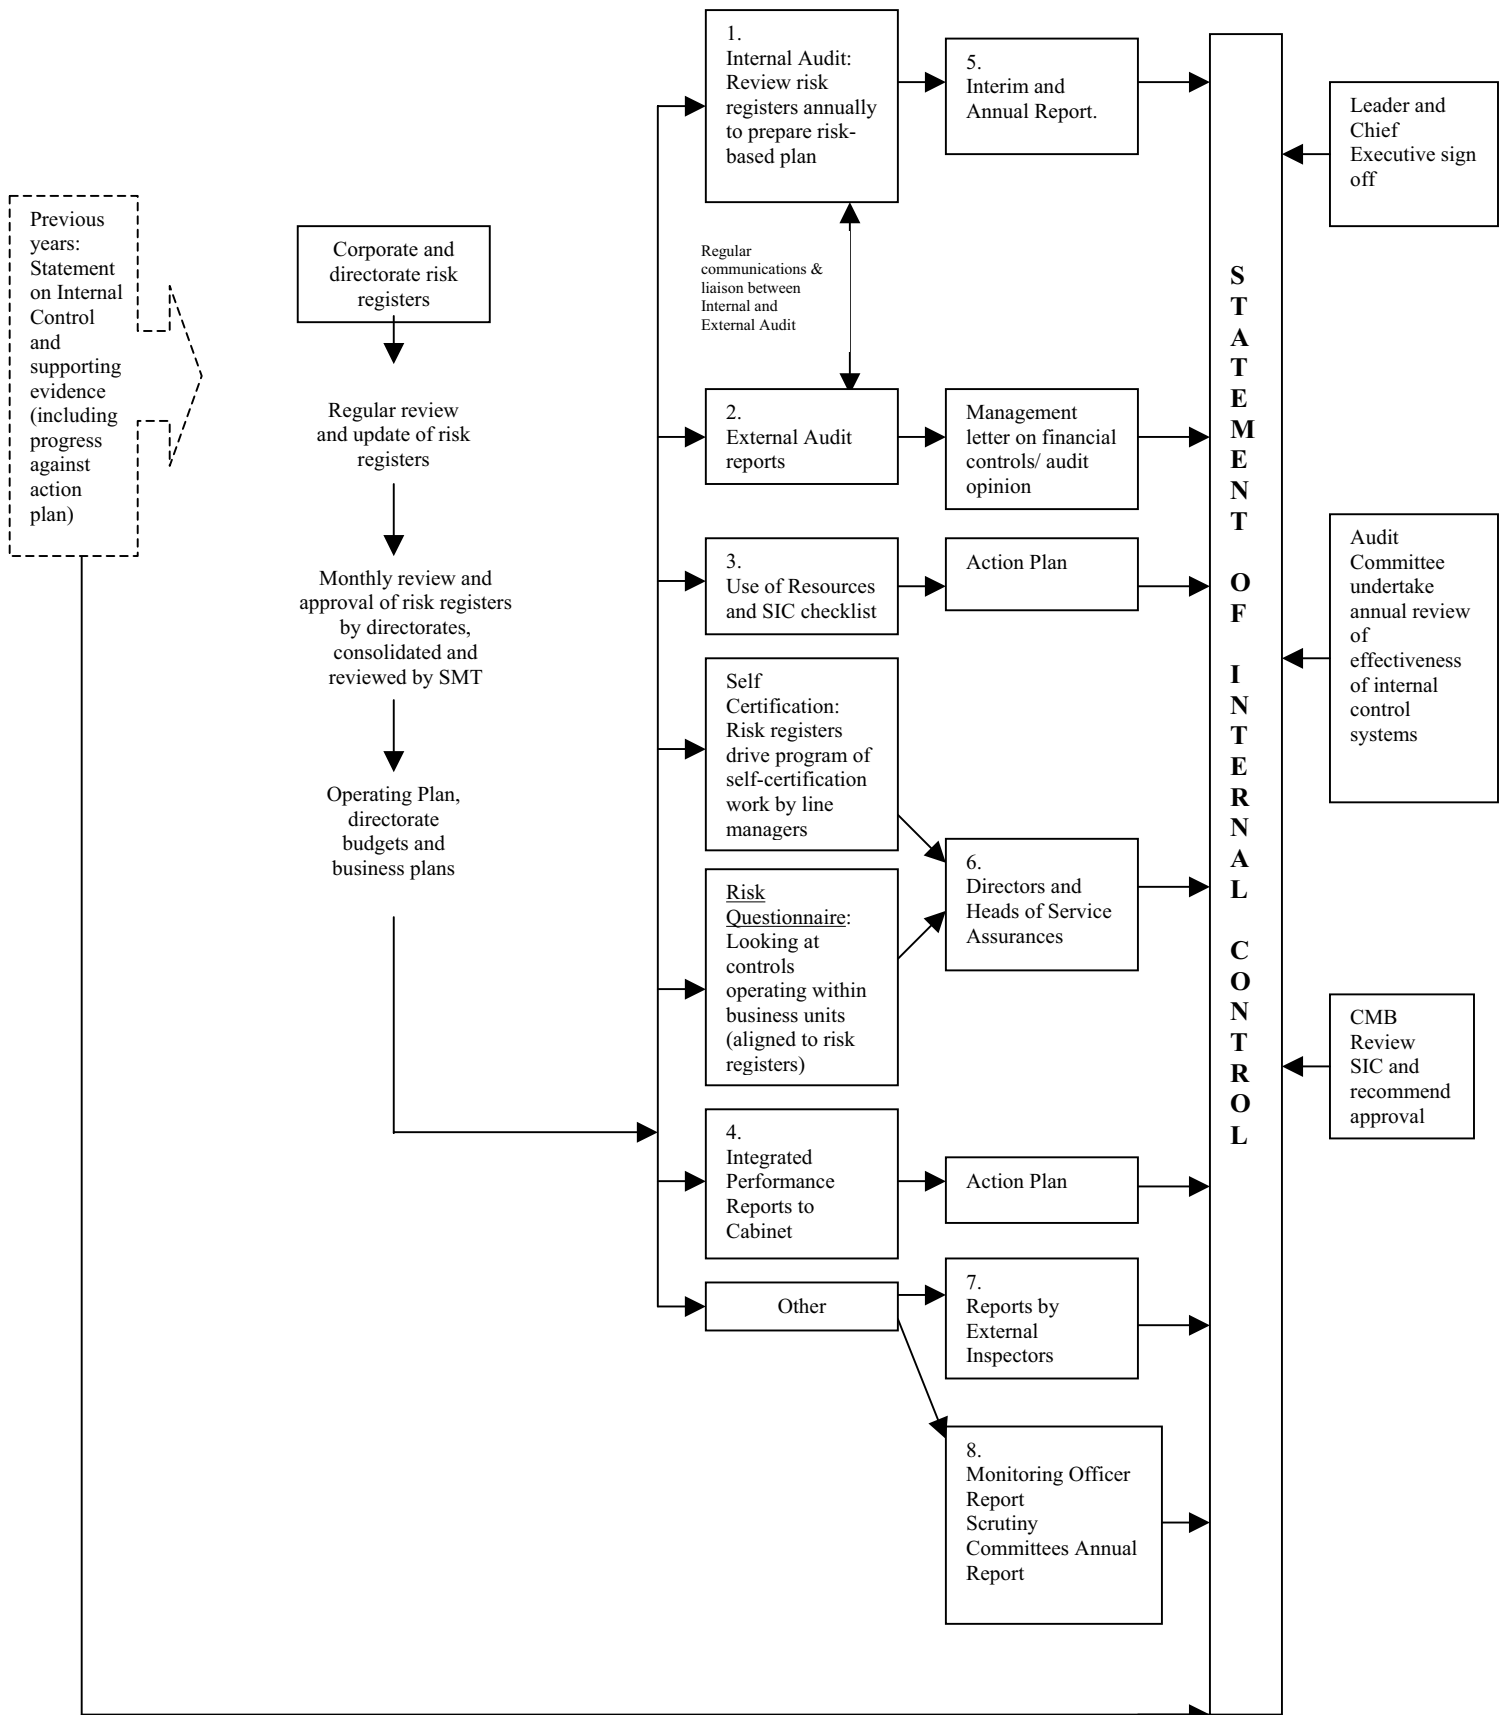 Previous
years:
Statement
on Internal
Control
and
supporting
evidence
(including
progress
against
action
plan)
Corporate and
directorate risk
registers
Regular review
and update of risk
registers
Monthly review and
approval of risk registers
by directorates,
consolidated and
reviewed by SMT
Operating Plan,
directorate
budgets and
business plans
1.
Internal Audit:
Review risk
registers annually
to prepare risk-
based plan
Regular
communications &
liaison between
Internal and
External Audit
2.
External Audit
reports
3.
Use of Resources
and SIC checklist
Self
Certification:
Risk registers
drive program of
self-certification
work by line
managers
Risk
Questionnaire:
Looking at
controls
operating within
business units
(aligned to risk
registers)
4.
Integrated
Performance
Reports to
Cabinet
Other
5.
Interim and
Annual Report.
Management
letter on financial
controls/ audit
opinion
Action Plan
6.
Directors and
Heads of Service
Assurances
Action Plan
7.
Reports by
External
Inspectors
8.
Monitoring Officer
Report
Scrutiny
Committees Annual
Report
S
T
A
T
E
M
E
N
T
O
F
I
N
T
E
R
N
A
L
C
O
N
T
R
O
L
Leader and
Chief
Executive sign
off
Audit
Committee
undertake
annual review
of
effectiveness
of internal
control
systems
CMB
Review
SIC and
recommend
approval